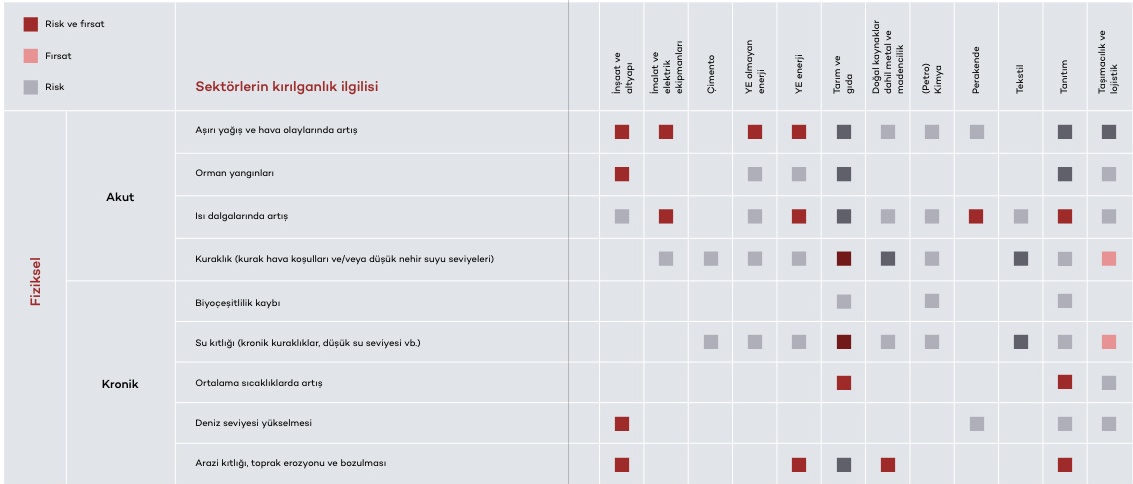 Risk ve fırsat
Fırsat
Risk
Sektörlerin kırılganlık ilgilisi
İnşaat ve
altyapı
İmalat ve
elektrik
ekipmanları
Çimento
YE olmayan
enerji
YE enerji
Tarım ve
gıda
Doğal kaynaklar
dahil metal ve
madencilik
(Petro)
Kimya
Perakende
Tekstil
Tanıtım
Taşımacılık ve
lojistik
Fiziksel
Akut
Aşırı yağış ve hava olaylarında artış
Orman yangınları
Isı dalgalarında artış
Kuraklık (kurak hava koşulları ve/veya düşük nehir suyu seviyeleri)
Kronik
Biyoçeşitlilik kaybı
Su kıtlığı (kronik kuraklıklar, düşük su seviyesi vb.)
Ortalama sıcaklıklarda artış
Deniz seviyesi yükselmesi
Arazi kıtlığı, toprak erozyonu ve bozulması